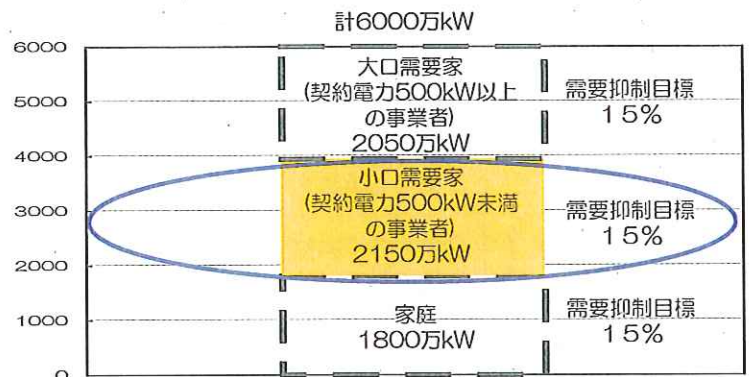 計6000万kW
6000
5000
4000
3000
2000
1000
0
大口需要家
(契約電力500kW以上
の事業者)
2050万kW
需要抑制目標
15%
小口需要家
(契約電力500kW未満
の事業者)
2150万kW
需要抑制目標
15%
家庭
1800万kW
需要抑制目標
15%